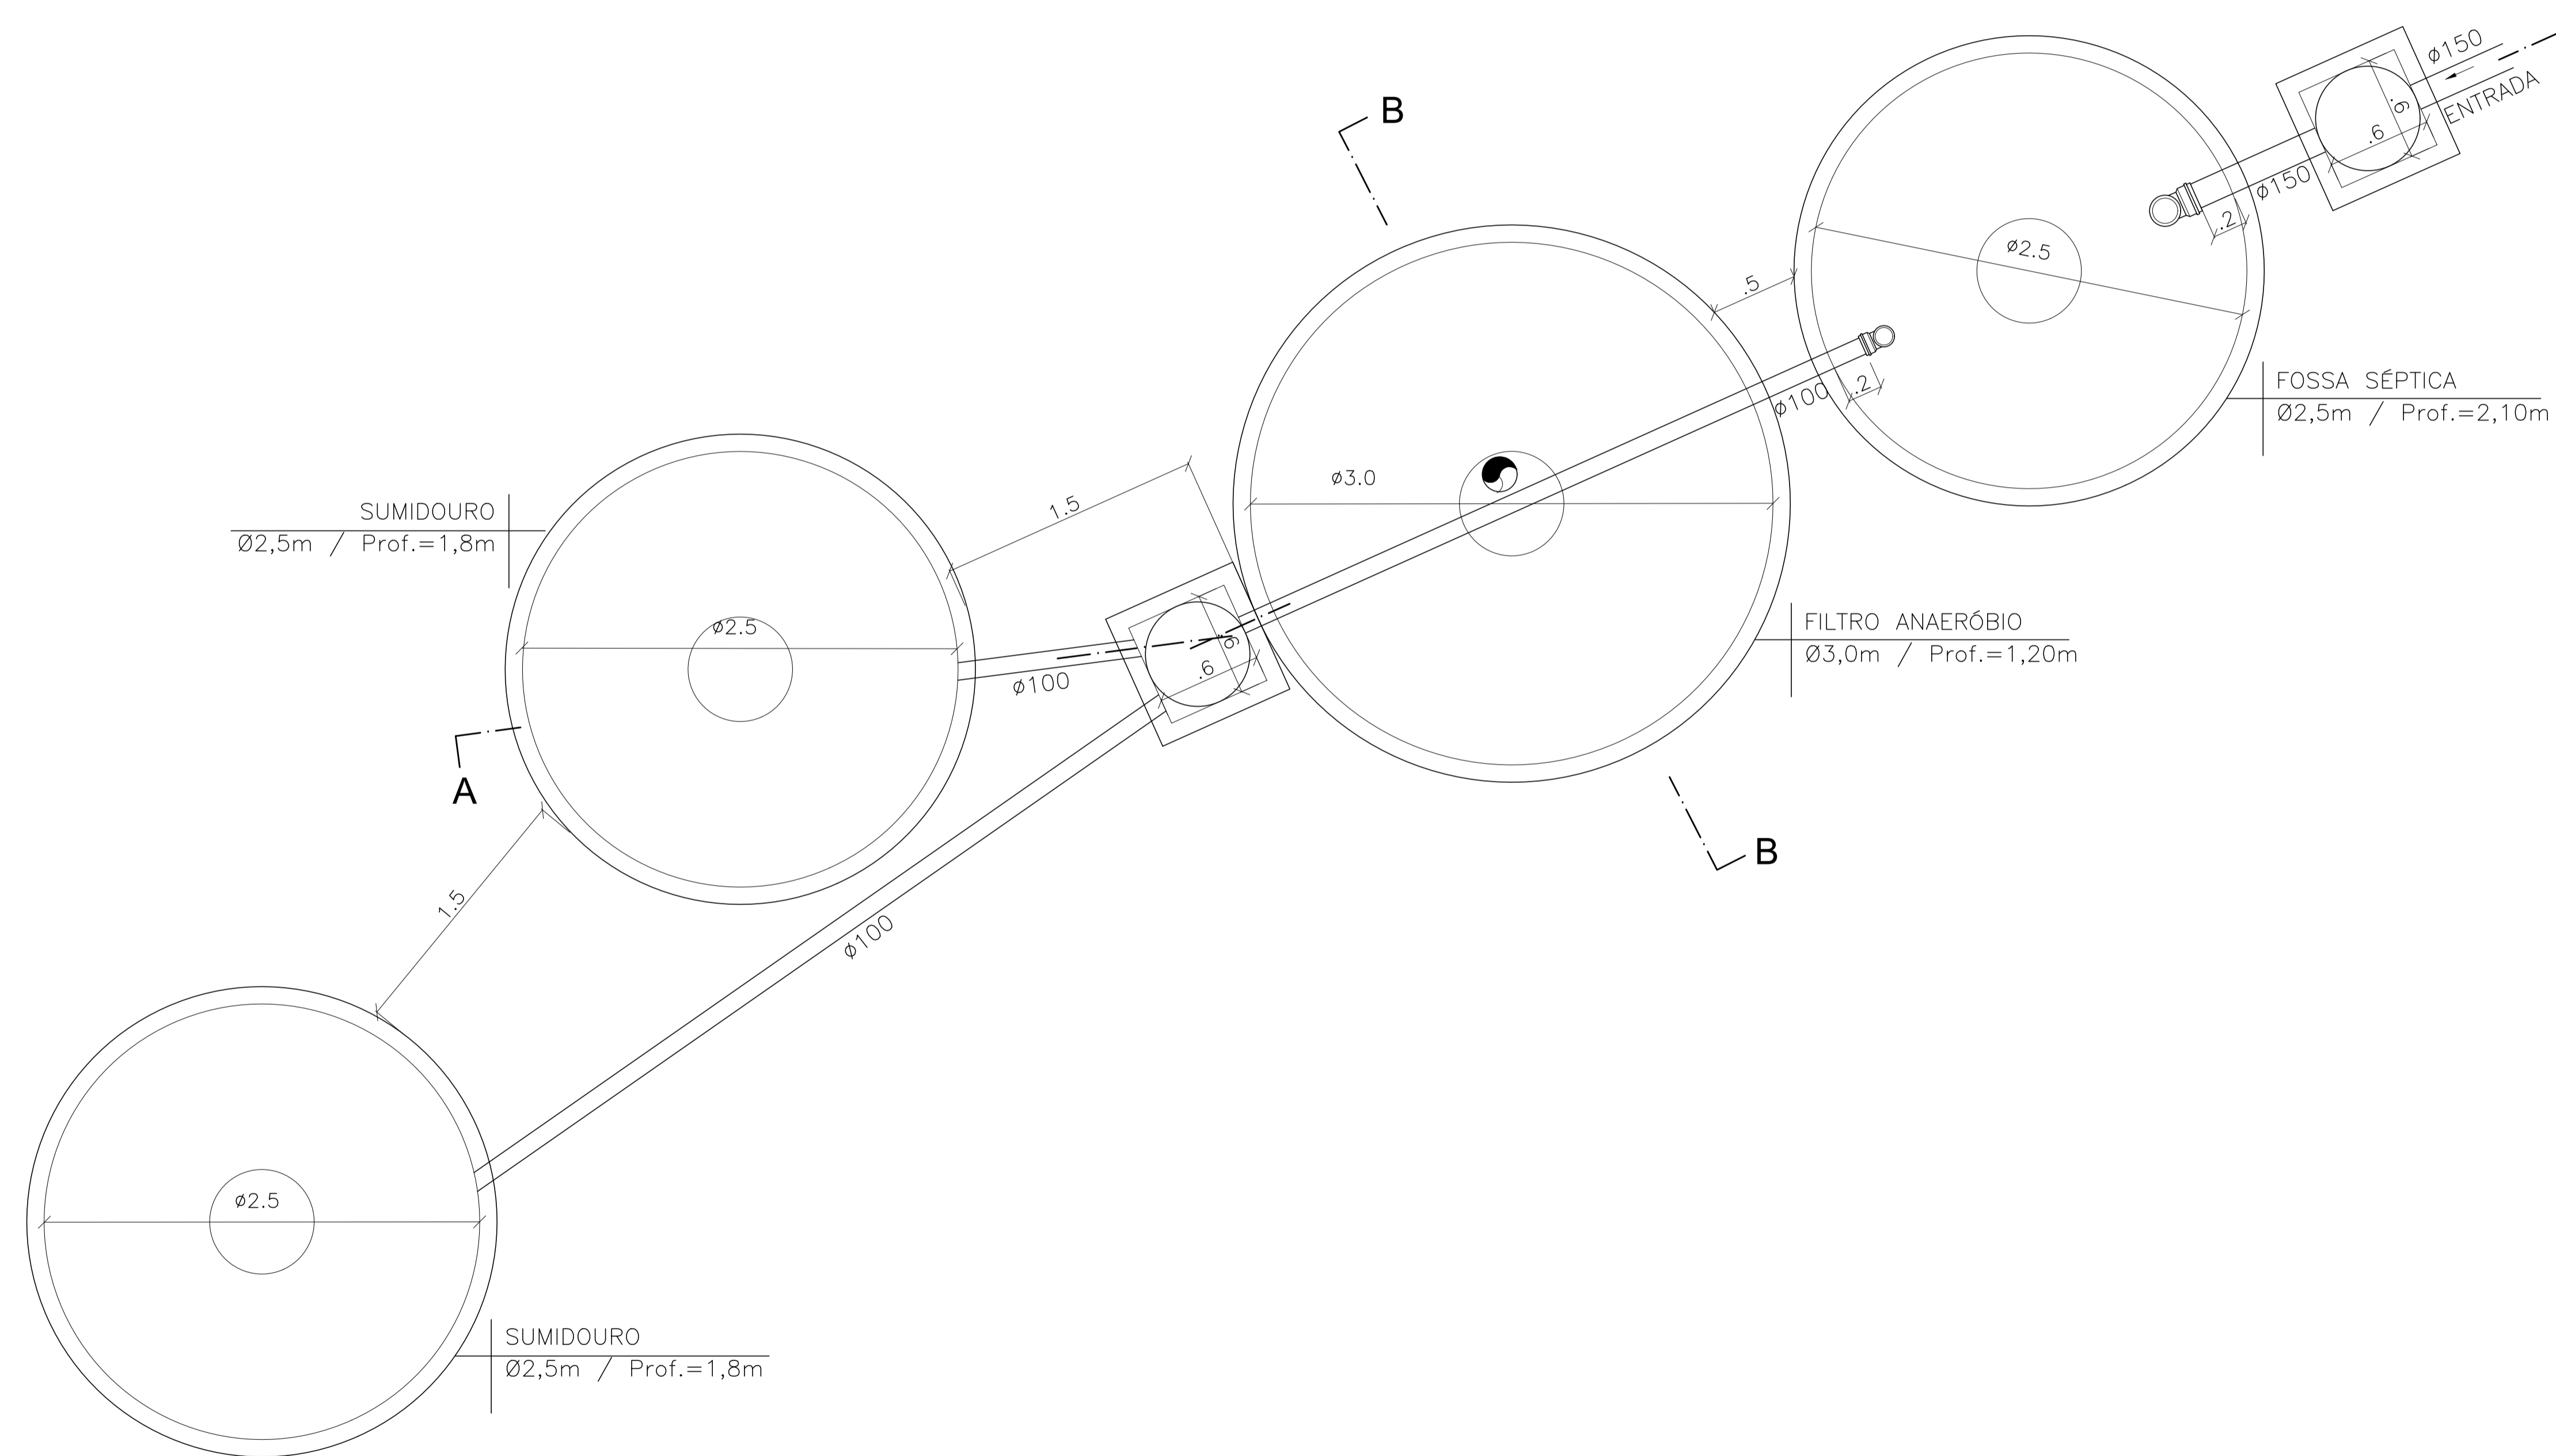 ø150
ENTRADA
.6
.6
ø150
.2
B
ø2.5
.5
FOSSA SÉPTICA
Ø2,5m / Prof.=2,10m
.2
ø100
ø3.0
SUMIDOURO
Ø2,5m / Prof.=1,8m
1.5
FILTRO ANAERÓBIO
Ø3,0m / Prof.=1,20m
ø2.5
.6
.6
ø100
A
B
1.5
ø100
ø2.5
SUMIDOURO
Ø2,5m / Prof.=1,8m